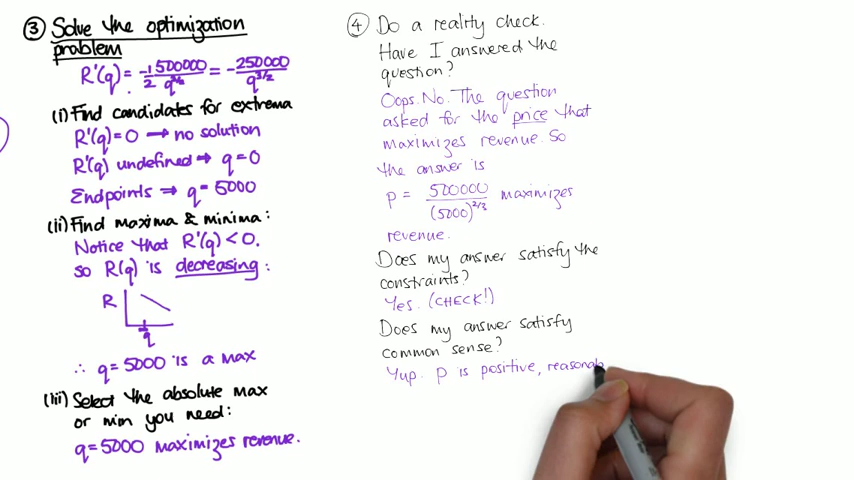 ③ Solve the optimization
problem
R'(q) = -1/2 500000/q^3/2 = -250000/q^3/2
(i) Find candidates for extrema
R'(q) = 0 → no solution
R'(q) undefined → q = 0
Endpoints → q = 5000
(ii) Find maxima & minima:
Notice that R'(q) < 0.
so R(q) is decreasing:
R
q
∴ q = 5000 is a max
(iii) Select the absolute max
or min you need:
q = 5000 maximizes revenue.
④ Do a reality check.
Have I answered the
question?
Oops. No. The question
asked for the price that
maximizes revenue. So
the answer is
p = 500000/(5000)^2/3 maximizes
revenue.
Does my answer satisfy the
constraints?
Yes. (CHECK!)
Does my answer satisfy
common sense?
Yup. p is positive, reasonab